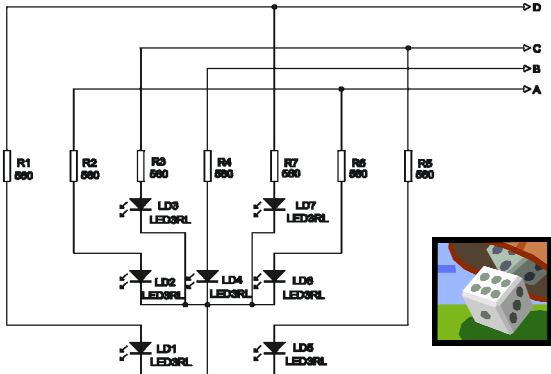 D
C
B
A
R1 R2 R3 R4 R7 R6 R5
560 560 560 560 560 560 560
LD3 LD7
LED3RL LED3RL
LD2 LD4 LD6
LED3RL LED3RL LED3RL
LD1 LD5
LED3RL LED3RL